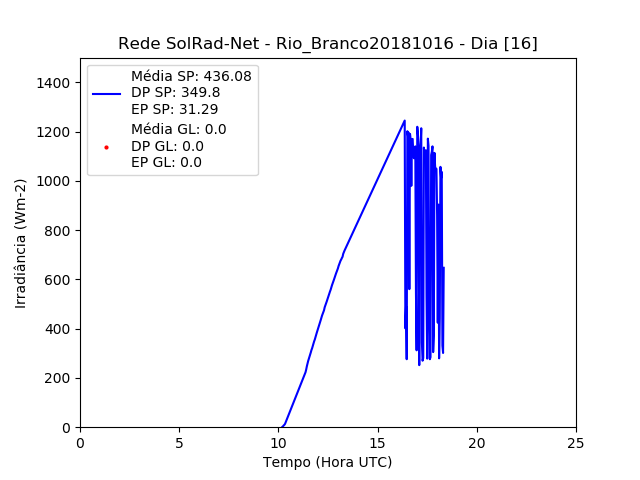 Rede SolRad-Net - Rio_Branco20181016 - Dia [16]
Média SP: 436.08
DP SP: 349.8
EP SP: 31.29
Média GL: 0.0
DP GL: 0.0
EP GL: 0.0
1400
1200
1000
800
600
400
200
0
Irradiância (Wm-2)
0 5 10 15 20 25
Tempo (Hora UTC)